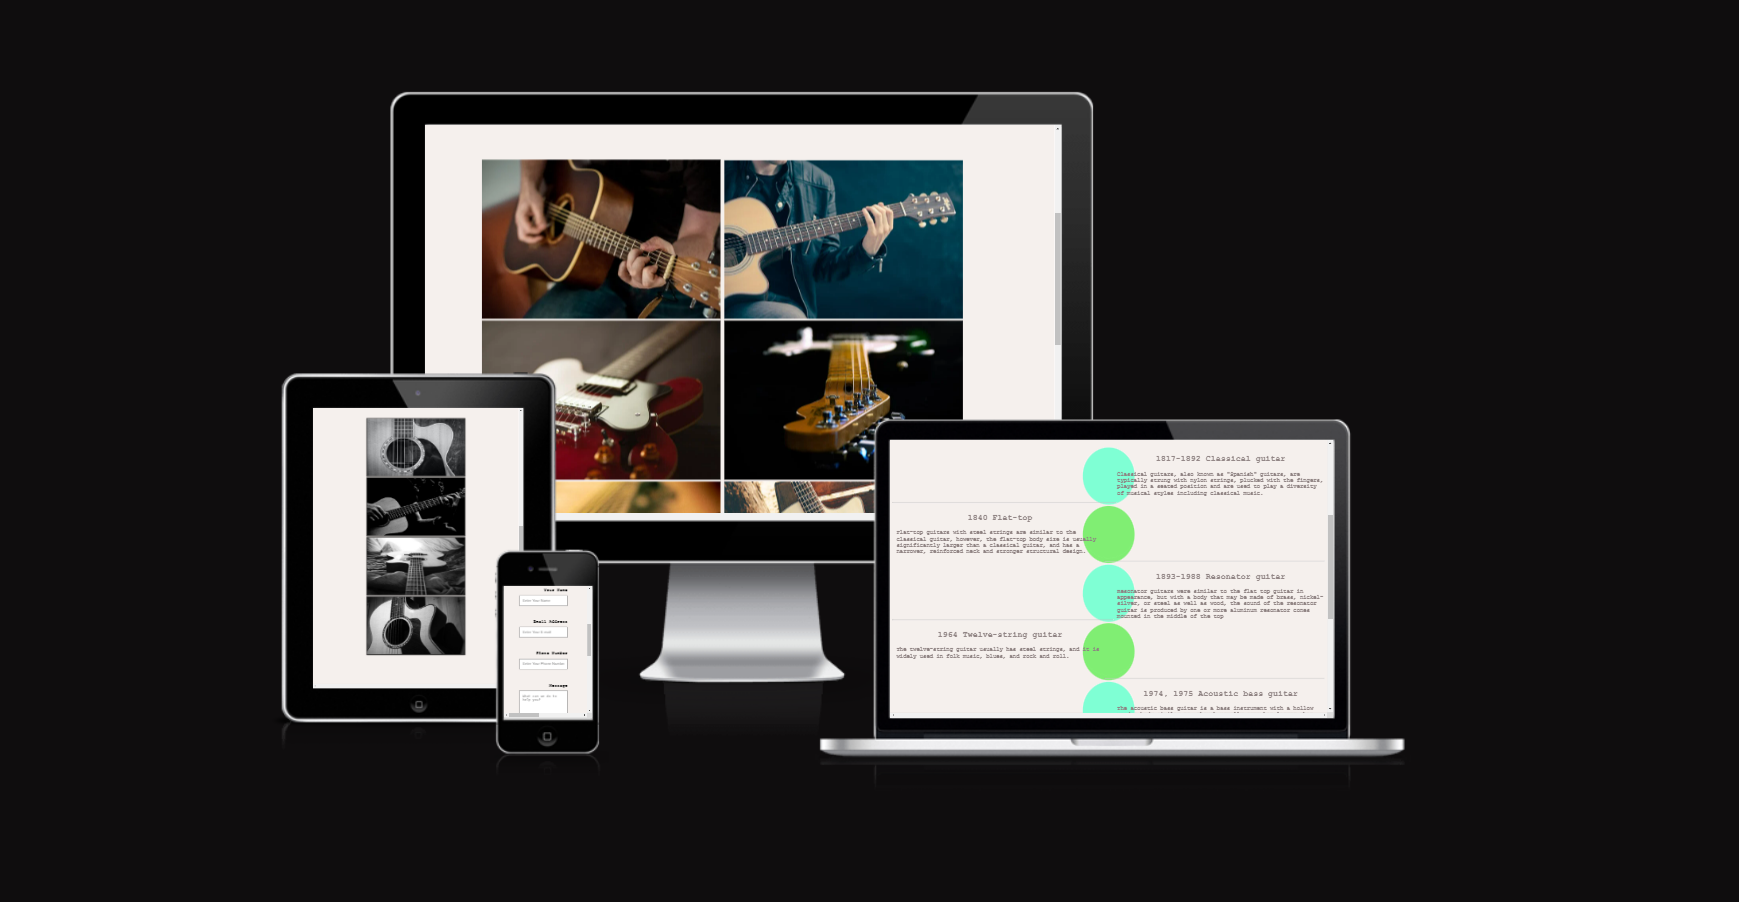 Your Name
Enter Your Name
Email Address
Enter Your E-mail
Phone Number
Enter Your Phone Number
Message
What can we do to
help you?
1817-1892 Classical guitar
Classical guitars, also known as "Spanish" guitars, are
typically strung with nylon strings, plucked with the fingers,
played in a seated position and are used to play a diversity
of musical styles including classical music.
1840 Flat-top
Flat-top guitars with steel strings are similar to the
classical guitar, however, the flat-top body size is usually
significantly larger than a classical guitar, and has a
narrower, reinforced neck and stronger structural design.
1893-1988 Resonator guitar
Resonator guitars were similar to the flat top guitar in
appearance, but with a body that may be made of brass, nickel-
silver, or steel as well as wood, the sound of the resonator
guitar is produced by one or more aluminum resonator cones
mounted in the middle of the top
1964 Twelve-string guitar
The twelve-string guitar usually has steel strings, and it is
widely used in folk music, blues, and rock and roll.
1974, 1975 Acoustic bass guitar
The acoustic bass guitar is a bass instrument with a hollow